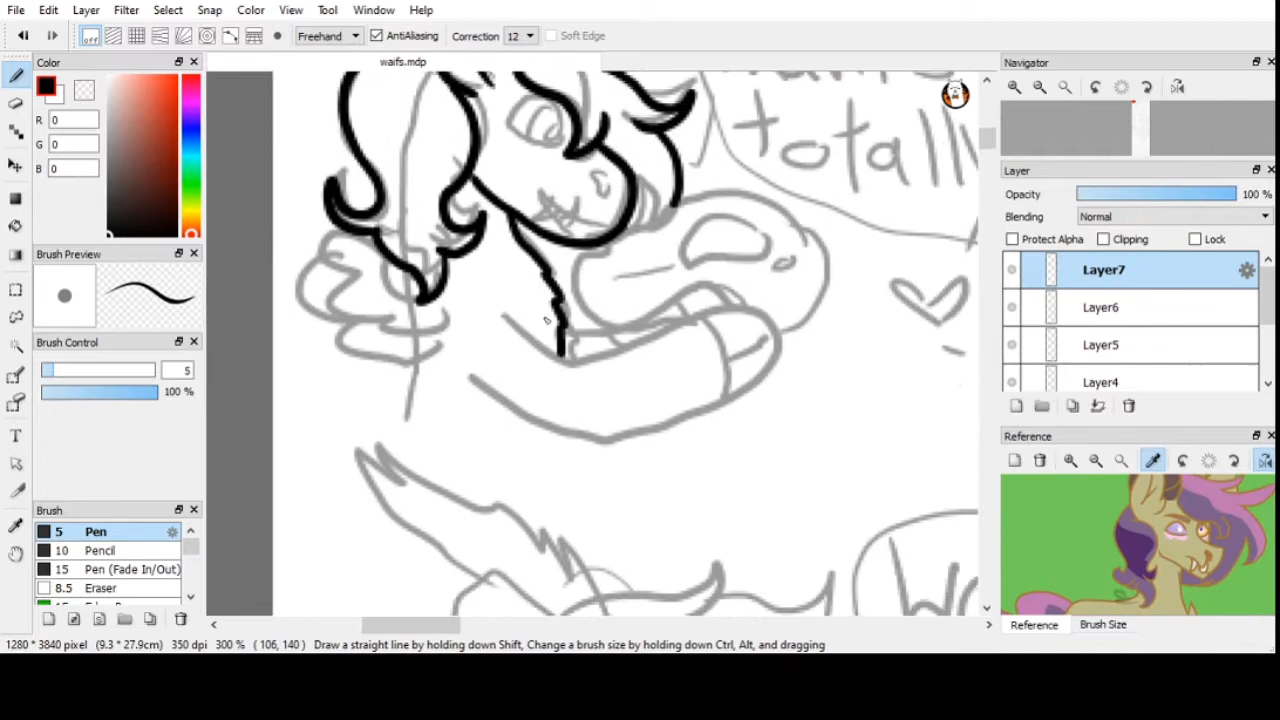 File Edit Layer Filter Select Snap Color View Tool Window Help
off Freehand AntiAliasing Correction 12 Soft Edge
Color
waifs.mdp
Navigator
R 0
G 0
B 0
totally
Layer
Opacity 100 %
Blending Normal
Protect Alpha Clipping Lock
Brush Preview
Layer7
Layer6
Layer5
Layer4
Brush Control
5
100 %
Reference
Brush
5 Pen
10 Pencil
15 Pen (Fade In/Out)
8.5 Eraser
Reference Brush Size
1280 * 3840 pixel (9.3 * 27.9cm) 350 dpi 300 % ( 106, 140 ) Draw a straight line by holding down Shift, Change a brush size by holding down Ctrl, Alt, and dragging